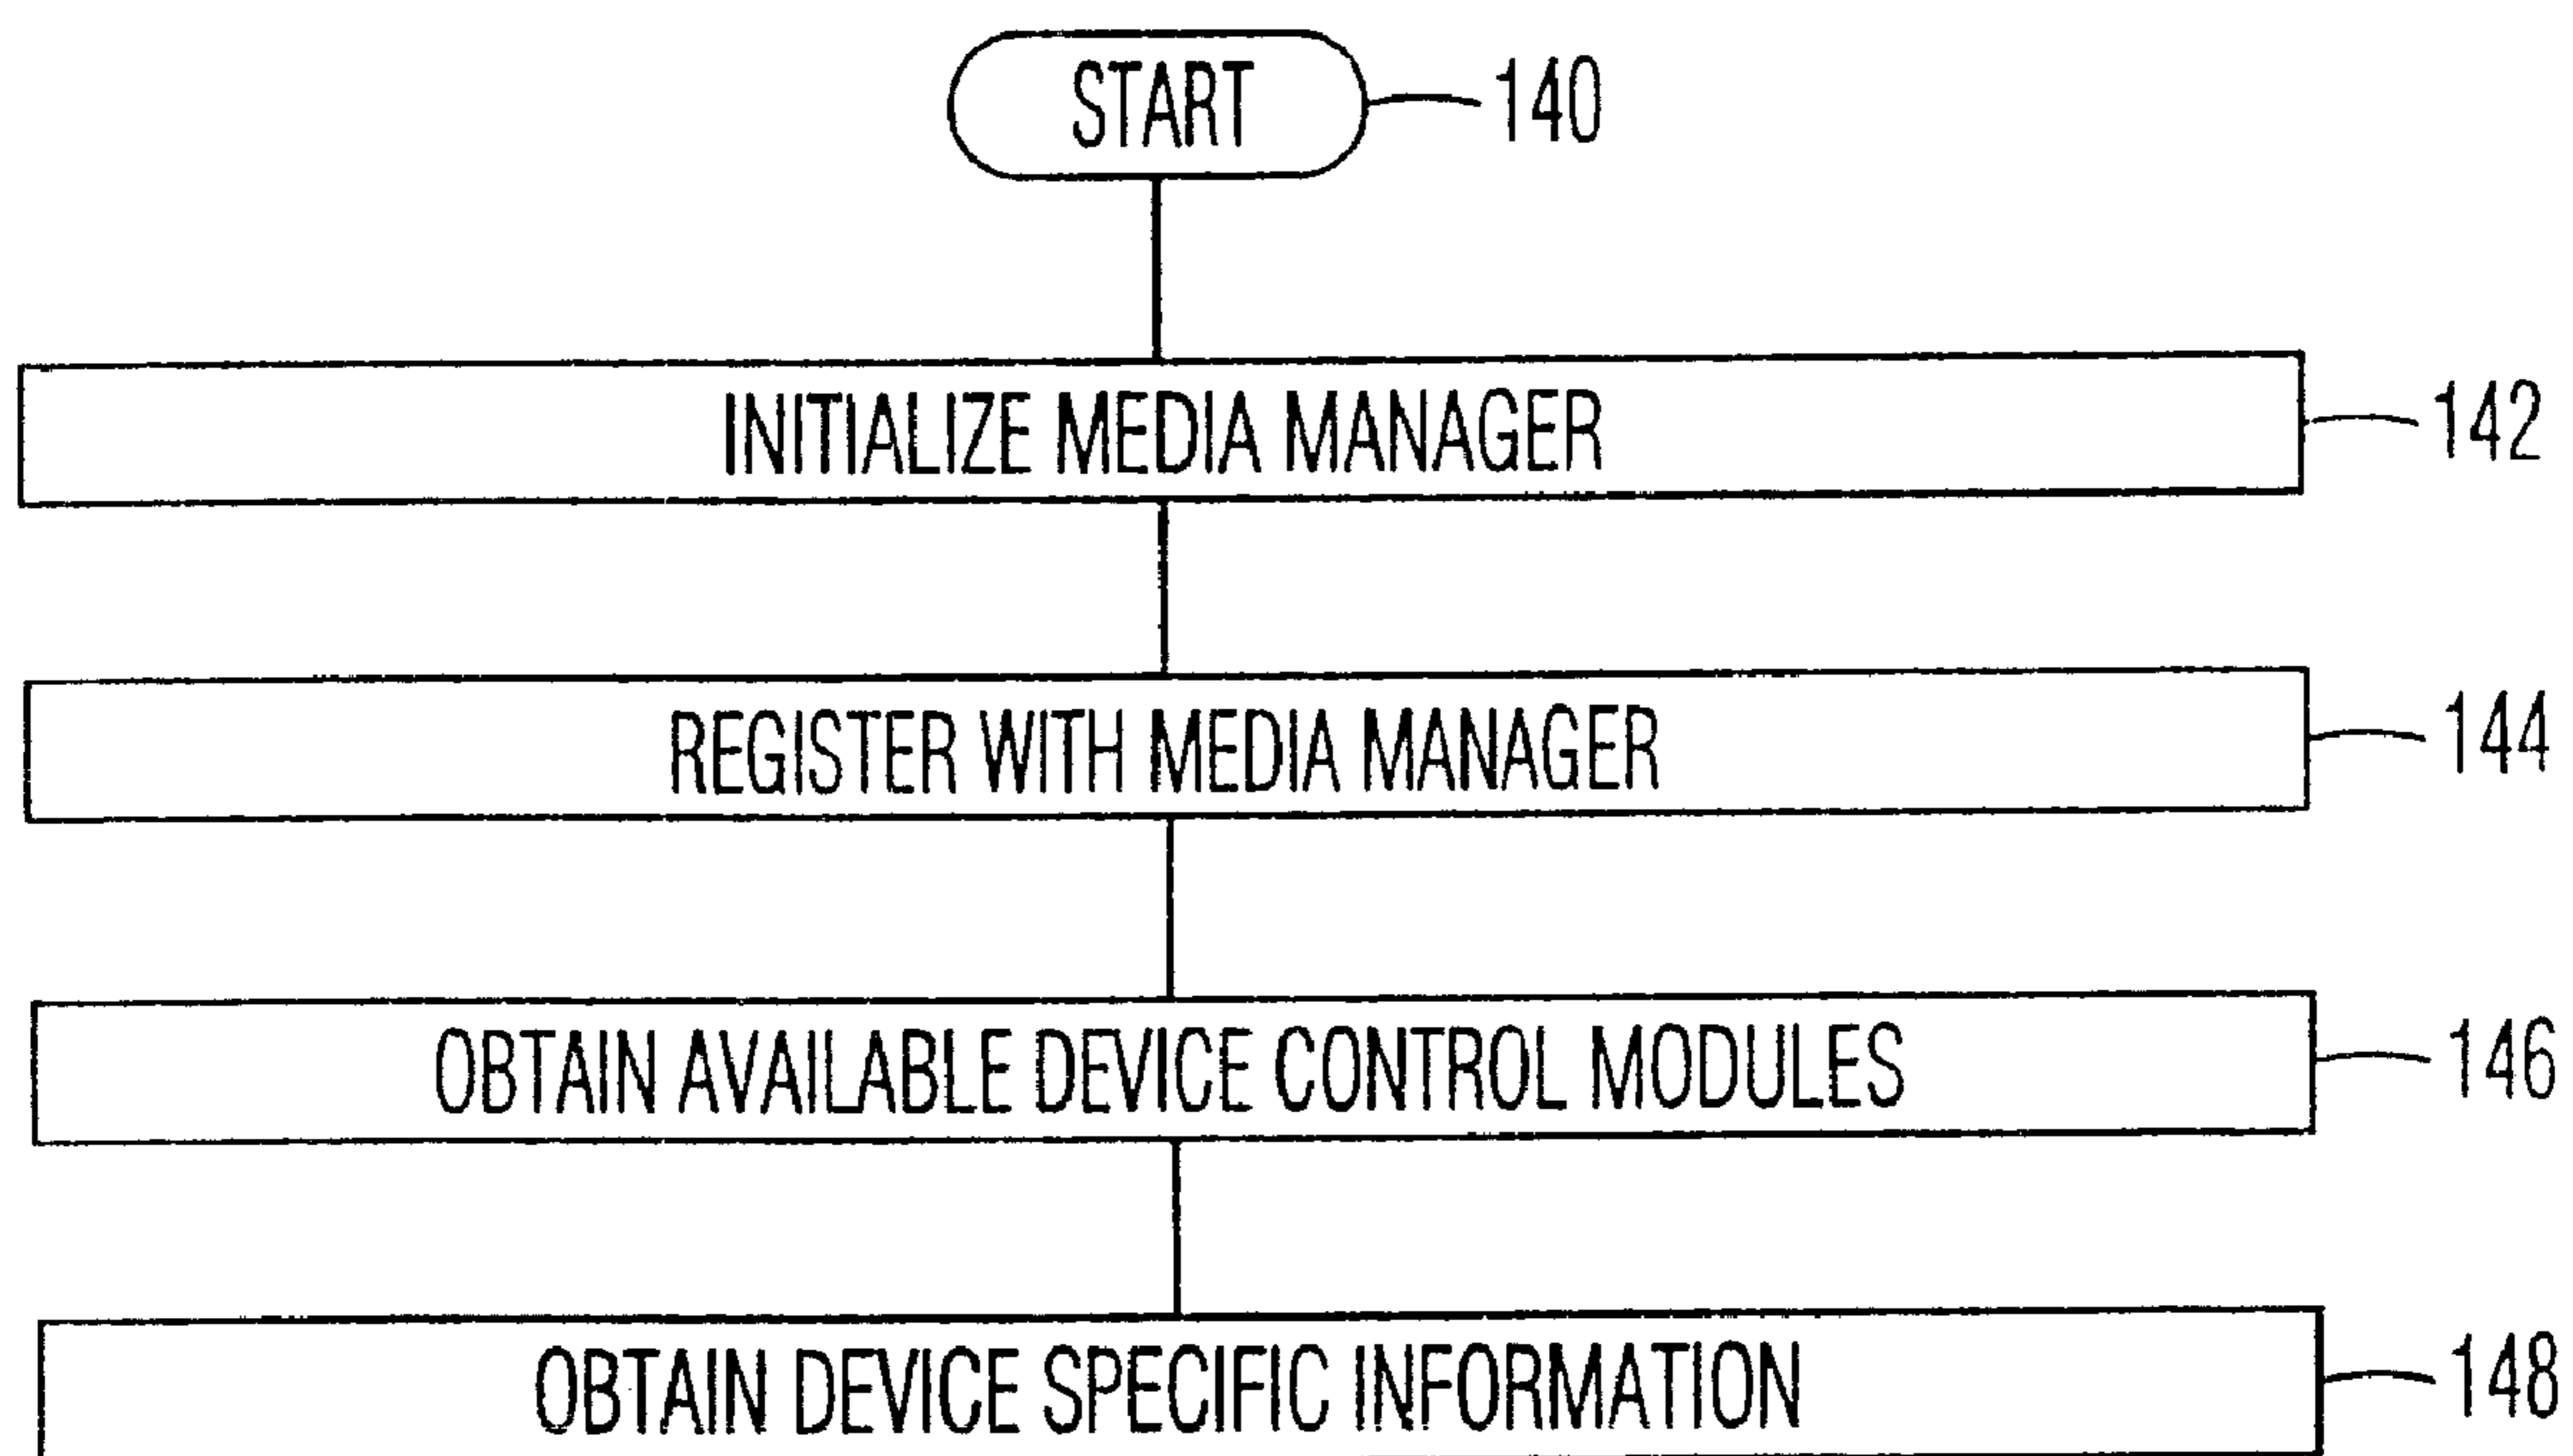 START 140
INITIALIZE MEDIA MANAGER 142
REGISTER WITH MEDIA MANAGER 144
OBTAIN AVAILABLE DEVICE CONTROL MODULES 146
OBTAIN DEVICE SPECIFIC INFORMATION 148